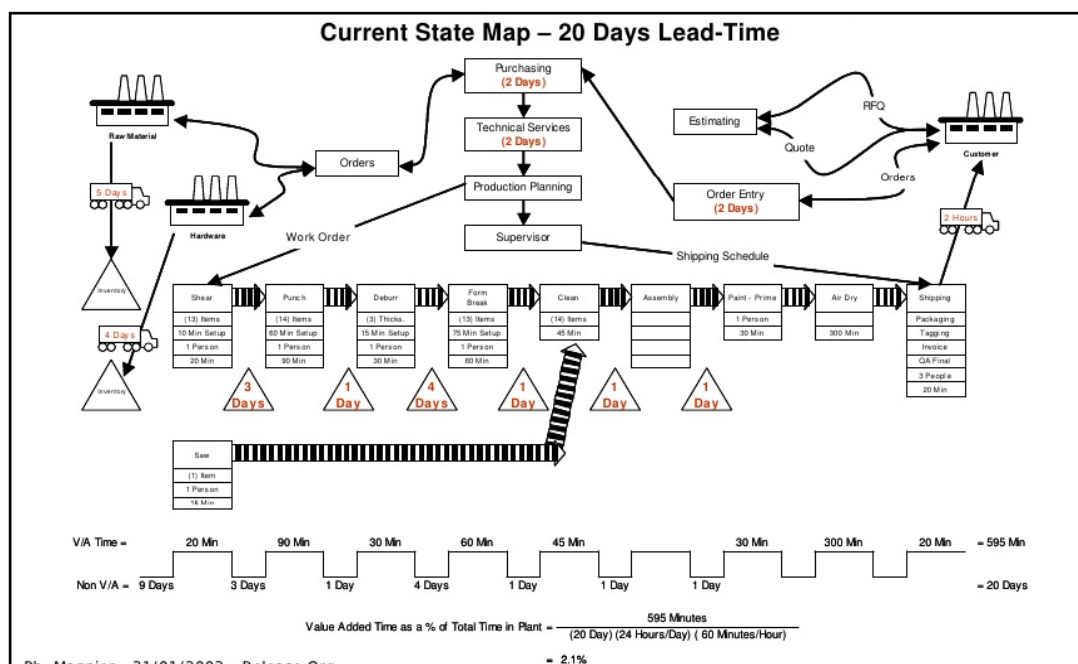 Current State Map – 20 Days Lead-Time
Purchasing
(2 Days)
Technical Services
(2 Days)
Production Planning
Supervisor
Orders
Raw Material
Hardware
5 Days
4 Days
Inventory
Inventory
Work Order
Estimating
RFQ
Quote
Customer
Orders
Order Entry
(2 Days)
2 Hours
Shipping Schedule
Shear
(13) Items
10 Min Setup
1 Person
20 Min
Punch
(14) Items
60 Min Setup
1 Person
90 Min
Deburr
(3) Thicks.
15 Min Setup
1 Person
30 Min
Form
Break
(13) Items
75 Min Setup
1 Person
60 Min
Clean
(14) Items
45 Min
Assembly
Paint - Prime
1 Person
30 Min
Air Dry
300 Min
Shipping
Packaging
Tagging
Invoice
QA Final
3 People
20 Min
3
Days
1
Day
4
Days
1
Day
1
Day
1
Day
Saw
(1) Item
1 Person
15 Min
V/A Time = 20 Min 90 Min 30 Min 60 Min 45 Min 30 Min 300 Min 20 Min = 595 Min
Non V/A = 9 Days 3 Days 1 Day 4 Days 1 Day 1 Day 1 Day = 20 Days
595 Minutes
Value Added Time as a % of Total Time in Plant =
(20 Day) (24 Hours/Day) ( 60 Minutes/Hour)
= 2.1%